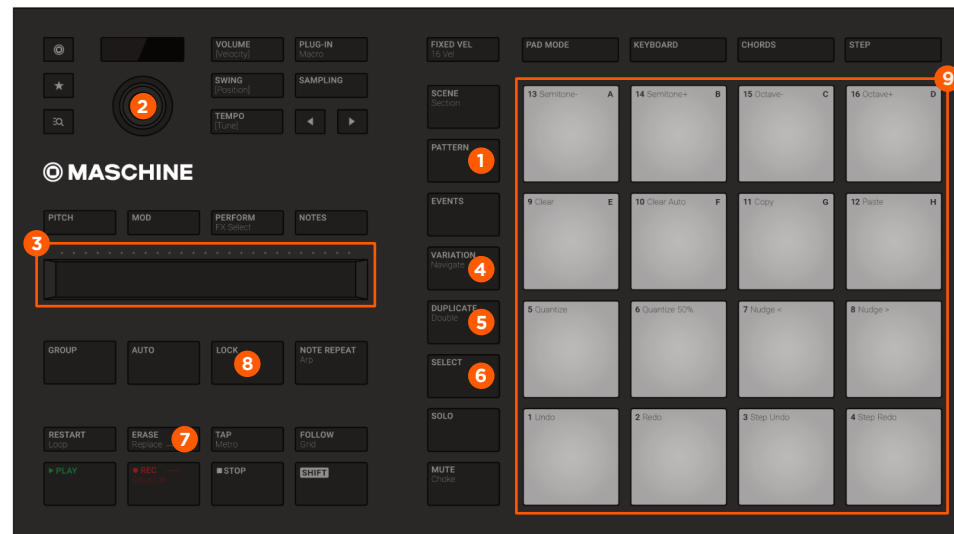 VOLUME
[Velocity]
PLUG-IN
Macro
SWING
[Position]
SAMPLING
TEMPO
[Tune]
2
MASCHINE
PITCH
MOD
PERFORM
FX Select
NOTES
3
GROUP
AUTO
LOCK
8
NOTE REPEAT
Arp
RESTART
Loop
ERASE
Replace
7
TAP
Metro
FOLLOW
Grid
PLAY
REC
STOP
SHIFT
FIXED VEL
16 Vel
SCENE
Section
PATTERN
1
EVENTS
VARIATION
Navigate
4
DUPLICATE
Double
5
SELECT
6
SOLO
MUTE
Choke
PAD MODE
KEYBOARD
CHORDS
STEP
9
13 Semitone- A
14 Semitone+ B
15 Octave- C
16 Octave+ D
9 Clear E
10 Clear Auto F
11 Copy G
12 Paste H
5 Quantize
6 Quantize 50%
7 Nudge <
8 Nudge >
1 Undo
2 Redo
3 Step Undo
4 Step Redo